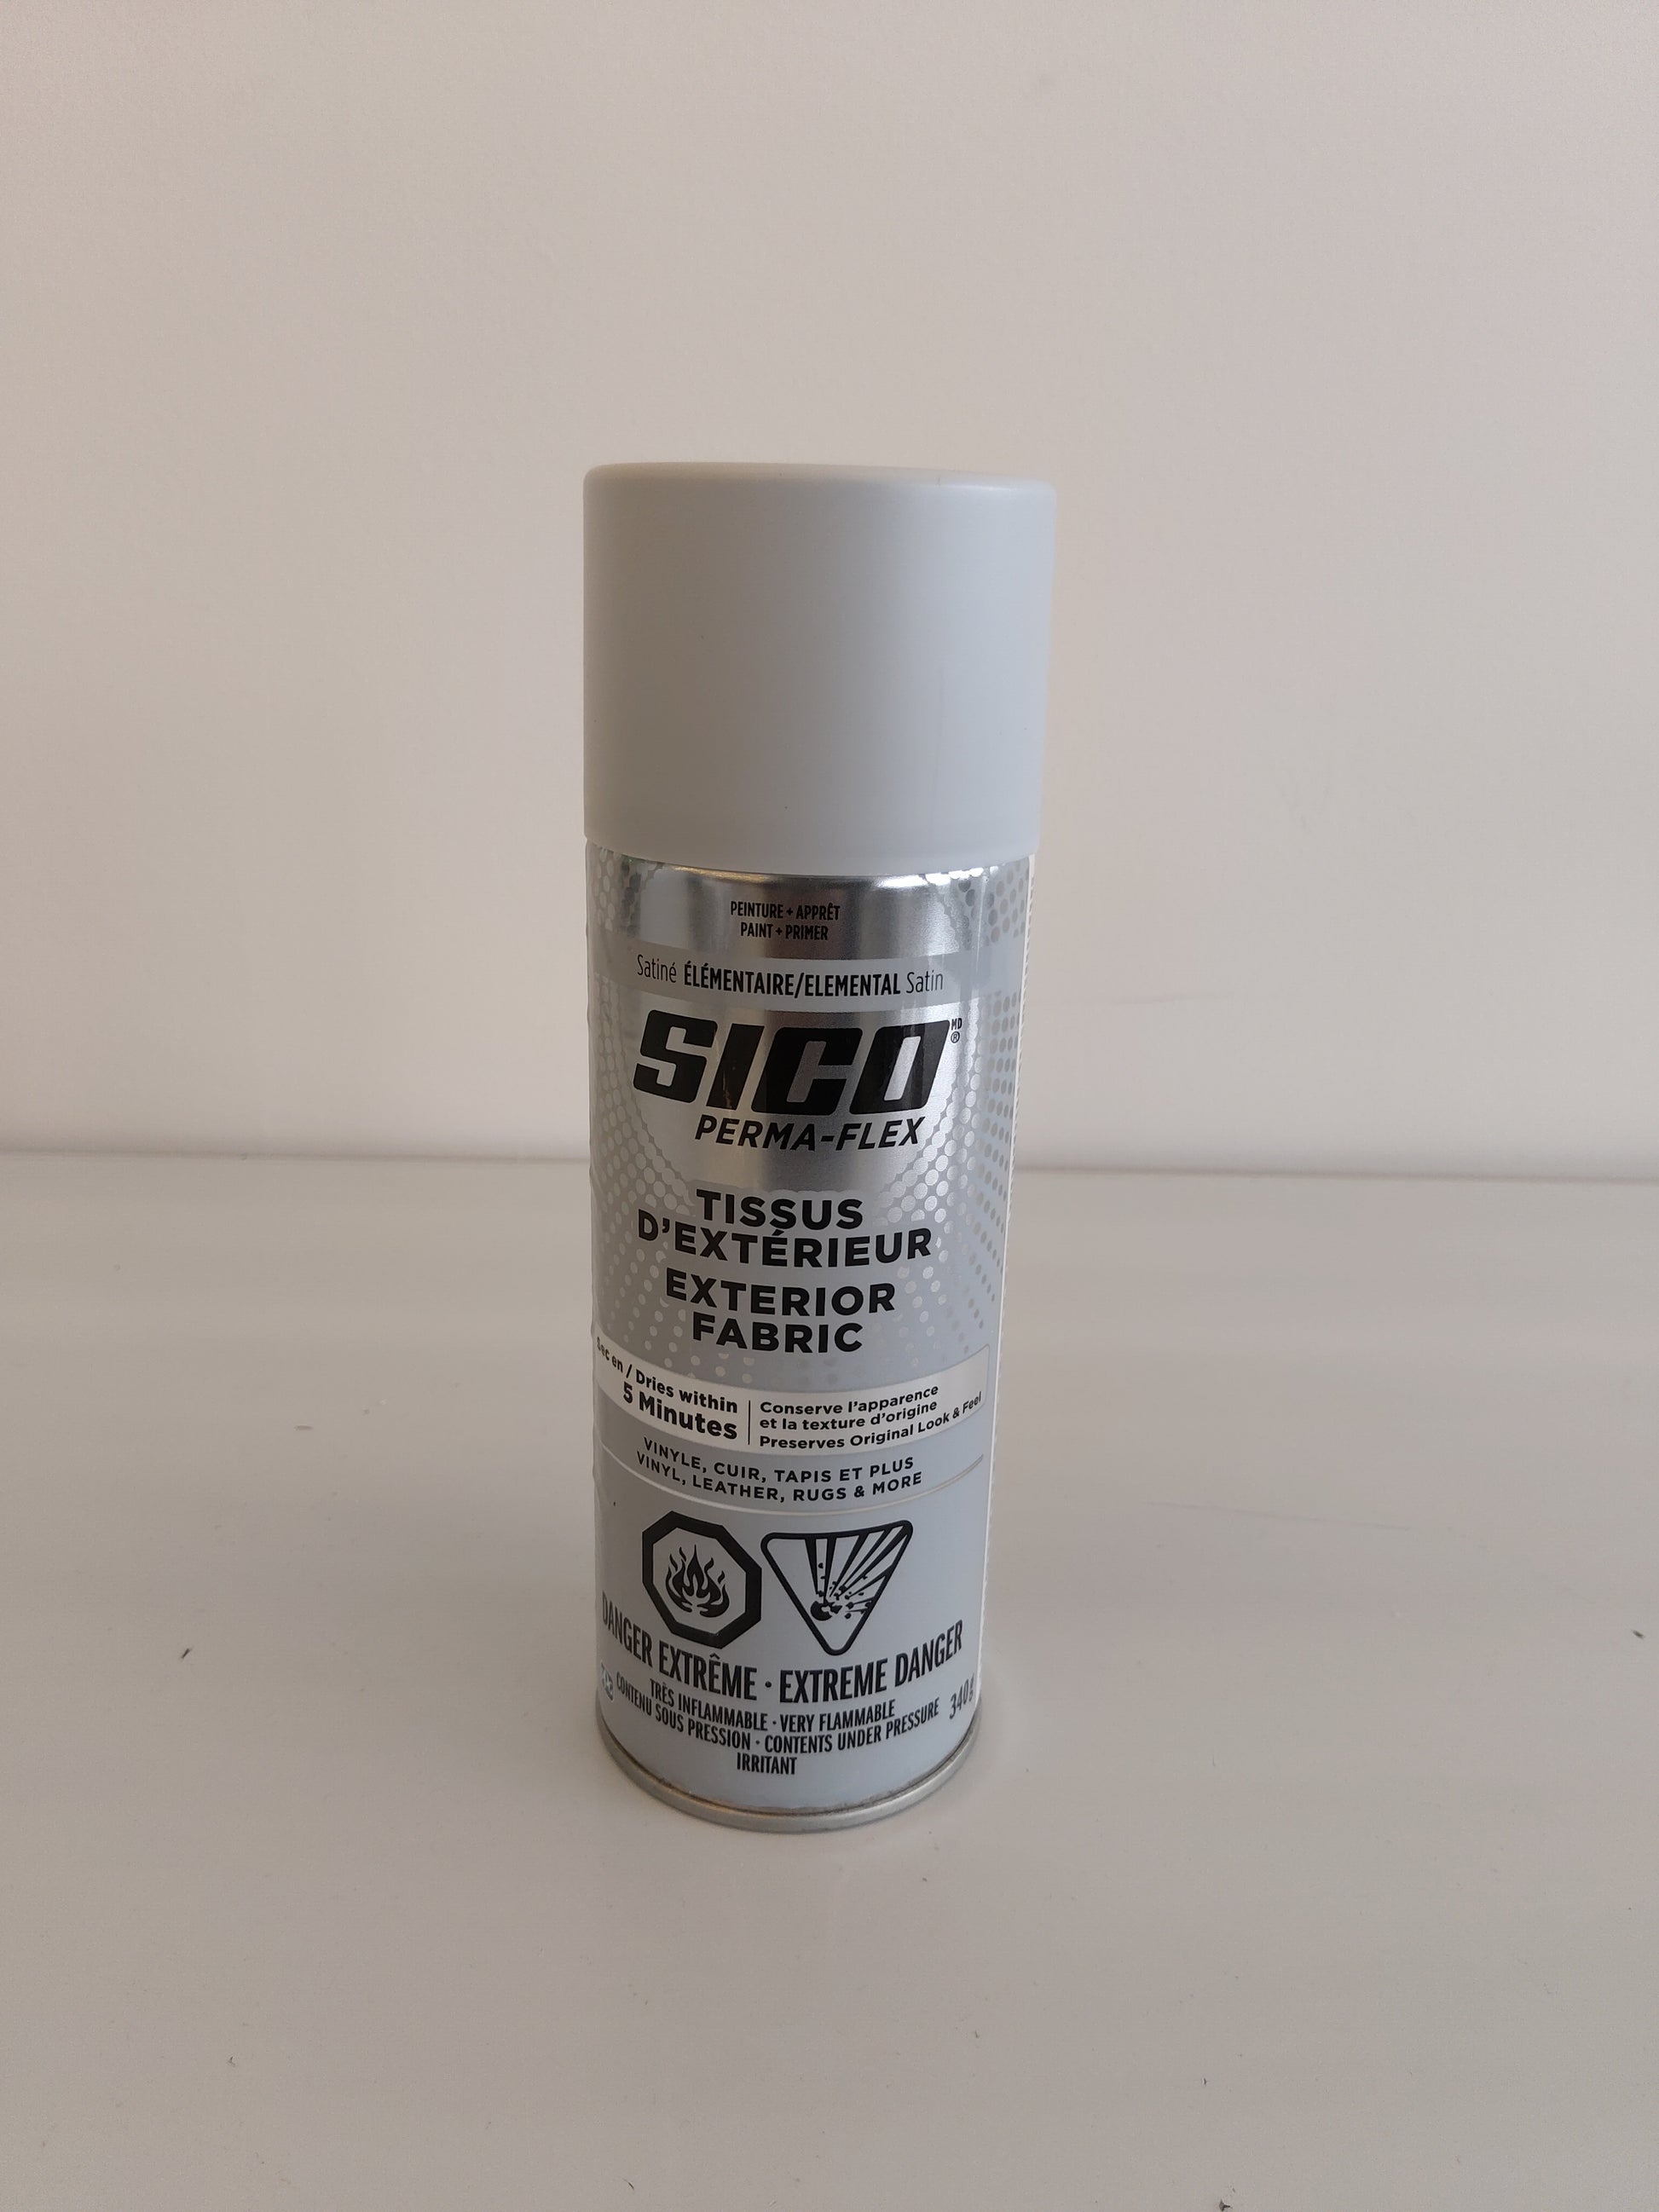 PEINTURE + APPRÊT
PAINT + PRIMER
Satiné ÉLÉMENTAIRE/ELEMENTAL Satin
SICO MD ®
PERMA-FLEX
TISSUS
D'EXTÉRIEUR
EXTERIOR
FABRIC
Sec en / Dries within
5 Minutes
Conserve l'apparence
et la texture d'origine
Preserves Original Look & Feel
VINYLE, CUIR, TAPIS ET PLUS
VINYL, LEATHER, RUGS & MORE
DANGER EXTRÊME · EXTREME DANGER
TRÈS INFLAMMABLE · VERY FLAMMABLE
CONTENU SOUS PRESSION · CONTENTS UNDER PRESSURE
IRRITANT
340g